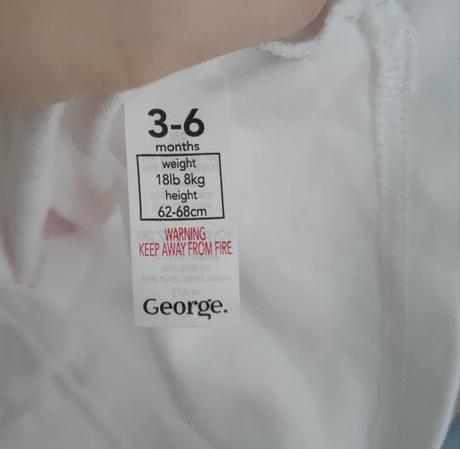 3-6
months
weight
18lb 8kg
height
62-68cm
WARNING
KEEP AWAY FROM FIRE
George.